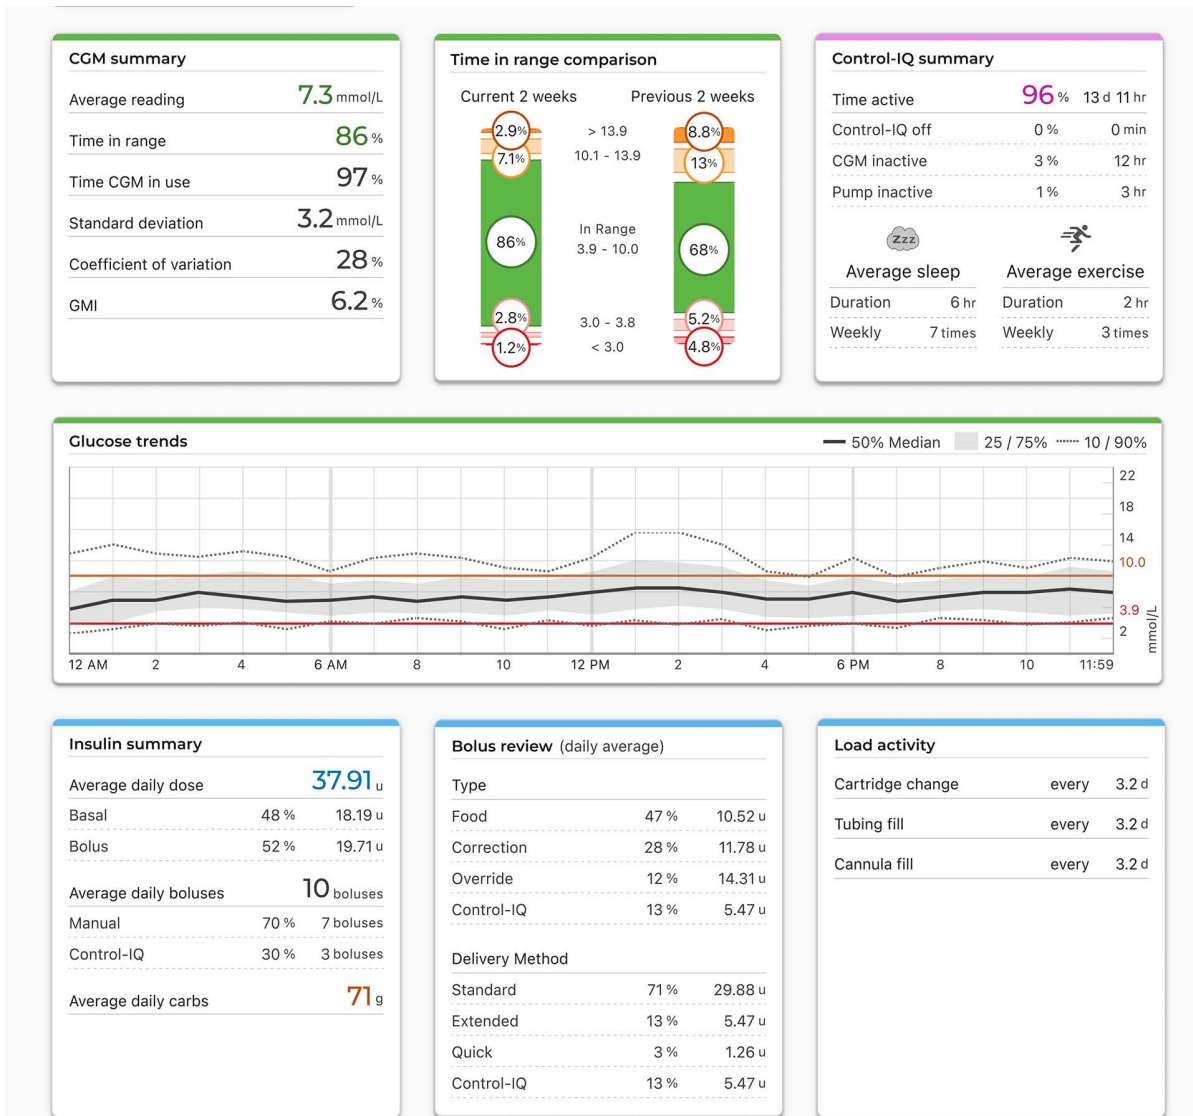 CGM summary
Average reading 7.3 mmol/L
Time in range 86 %
Time CGM in use 97 %
Standard deviation 3.2 mmol/L
Coefficient of variation 28 %
GMI 6.2 %
Time in range comparison
Current 2 weeks Previous 2 weeks
2.9% > 13.9 8.8%
7.1% 10.1 - 13.9 13%
In Range
86% 3.9 - 10.0 68%
2.8% 3.0 - 3.8 5.2%
1.2% < 3.0 4.8%
Control-IQ summary
Time active 96 % 13 d 11 hr
Control-IQ off 0 % 0 min
CGM inactive 3 % 12 hr
Pump inactive 1 % 3 hr
Zzz
Average sleep
Duration 6 hr
Weekly 7 times
Average exercise
Duration 2 hr
Weekly 3 times
Glucose trends 50% Median 25 / 75% 10 / 90%
22
18
14
10.0
3.9
2
mmol/L
12 AM 2 4 6 AM 8 10 12 PM 2 4 6 PM 8 10 11:59
Insulin summary
Average daily dose 37.91 u
Basal 48 % 18.19 u
Bolus 52 % 19.71 u
Average daily boluses 10 boluses
Manual 70 % 7 boluses
Control-IQ 30 % 3 boluses
Average daily carbs 71 g
Bolus review (daily average)
Type
Food 47 % 10.52 u
Correction 28 % 11.78 u
Override 12 % 14.31 u
Control-IQ 13 % 5.47 u
Delivery Method
Standard 71 % 29.88 u
Extended 13 % 5.47 u
Quick 3 % 1.26 u
Control-IQ 13 % 5.47 u
Load activity
Cartridge change every 3.2 d
Tubing fill every 3.2 d
Cannula fill every 3.2 d